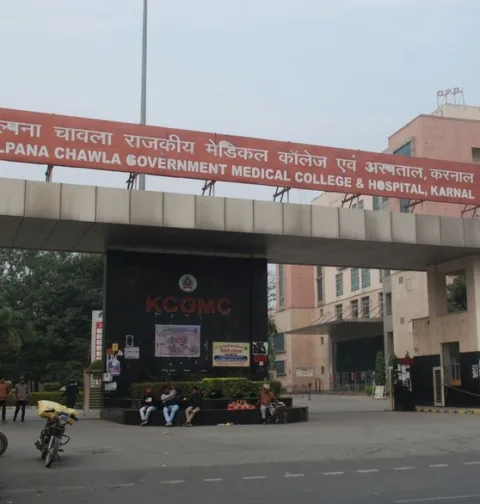 ल्पना चावला राजकीय मेडिकल कॉलेज एवं अस्पताल, करनाल
LPANA CHAWLA GOVERNMENT MEDICAL COLLEGE & HOSPITAL, KARNAL
KCGMC